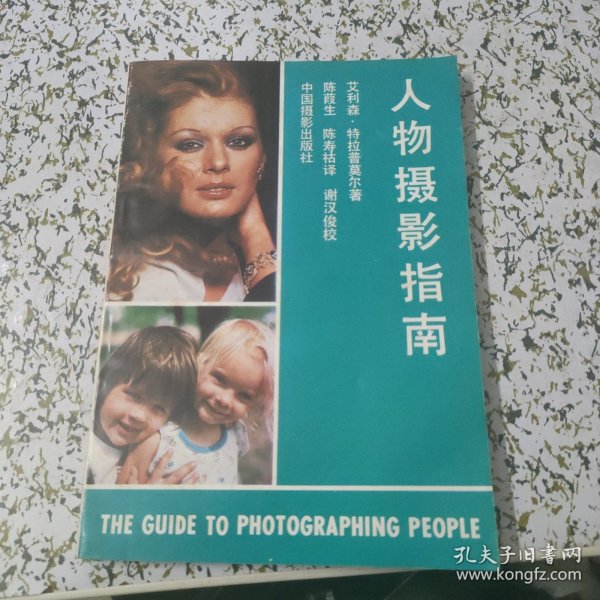 人物摄影指南
艾利森·特拉普莫尔著
陈葭生 陈寿祜译 谢汉俊校
中国摄影出版社
THE GUIDE TO PHOTOGRAPHING PEOPLE
孔夫子旧书网
www.kongfz.com